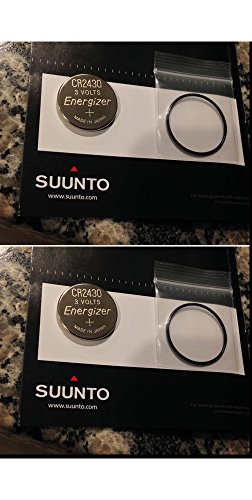 CR2430
3 VOLTS
Energizer
+
MADE IN JAPAN
SUUNTO
www.suunto.com
CR2430
3 VOLTS
Energizer
+
MADE IN JAPAN
SUUNTO
www.suunto.com